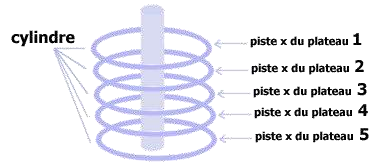 cylindre
piste x du plateau 1
piste x du plateau 2
piste x du plateau 3
piste x du plateau 4
piste x du plateau 5